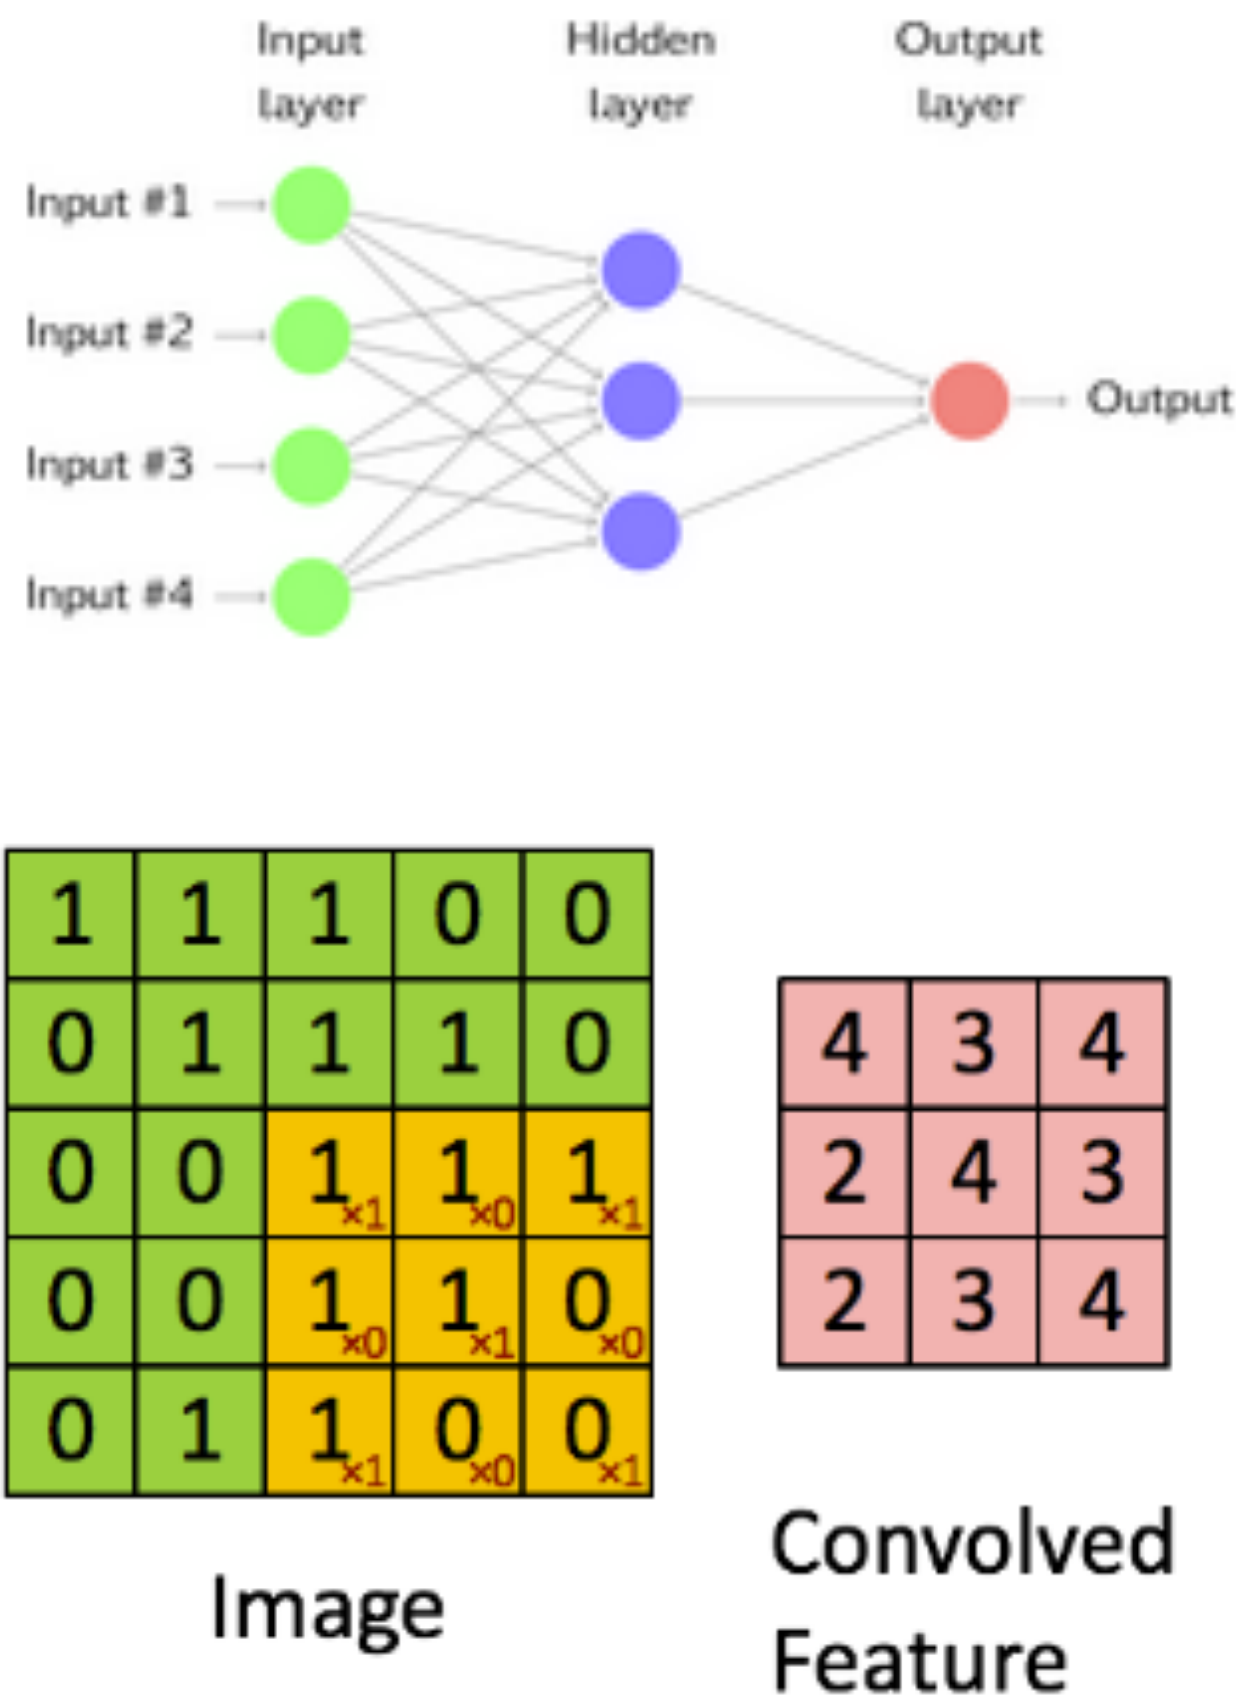 Input Hidden Output
layer layer layer
Input #1
Input #2
Input #3
Input #4
Output
1 1 1 0 0
0 1 1 1 0
0 0 1×1 1×0 1×1
0 0 1×0 1×1 0×0
0 1 1×1 0×0 0×1
Image
4 3 4
2 4 3
2 3 4
Convolved
Feature